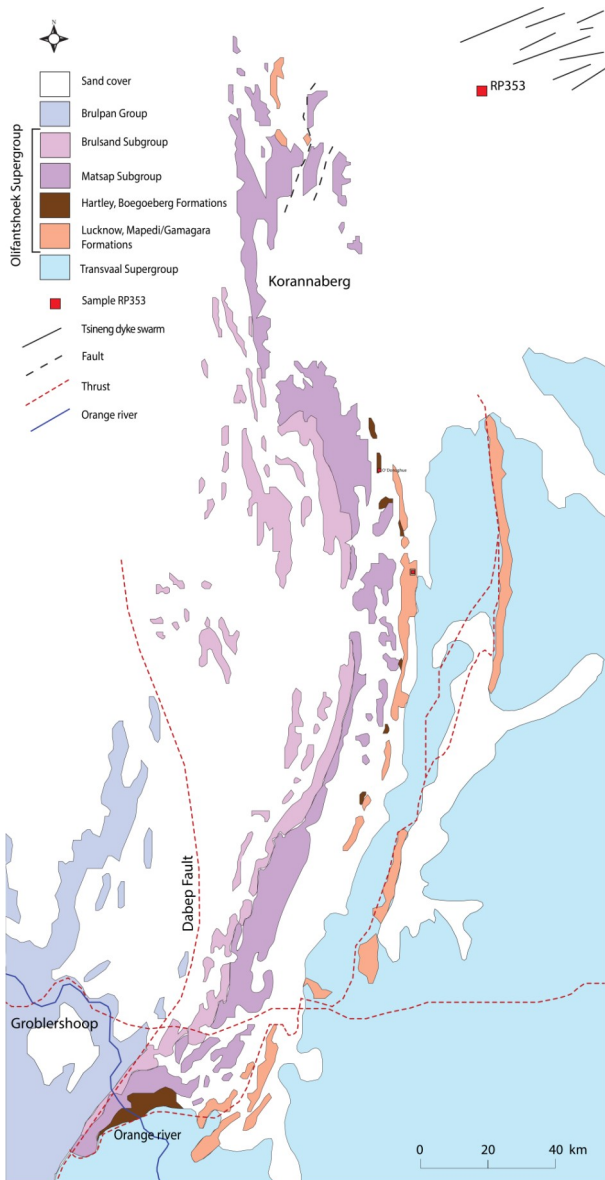 N
Sand cover
Brulpan Group
Brulsand Subgroup
Matsap Subgroup
Hartley, Boegoeberg Formations
Lucknow, Mapedi/Gamagara
Formations
Transvaal Supergroup
Olifantshoek Supergroup
Sample RP353
Tsineng dyke swarm
Fault
Thrust
Orange river
RP353
Korannaberg
Dabep Fault
Groblershoop
Orange river
0 20 40 km